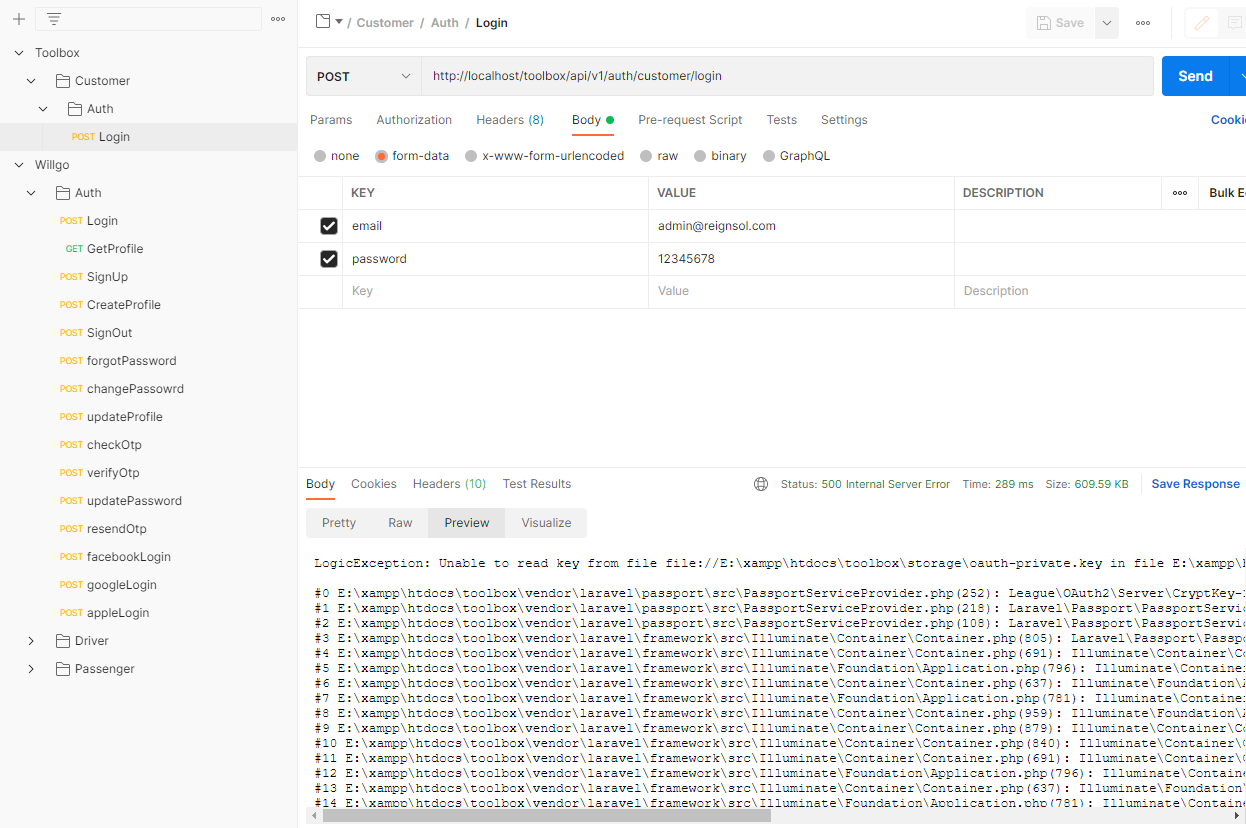 / Customer / Auth / Login
Save
Toolbox
Customer
Auth
POST Login
Willgo
Auth
POST Login
GET GetProfile
POST SignUp
POST CreateProfile
POST SignOut
POST forgotPassword
POST changePassowrd
POST updateProfile
POST checkOtp
POST verifyOtp
POST updatePassword
POST resendOtp
POST facebookLogin
POST googleLogin
POST appleLogin
Driver
Passenger
POST http://localhost/toolbox/api/v1/auth/customer/login Send
Params Authorization Headers (8) Body Pre-request Script Tests Settings Cooki
none form-data x-www-form-urlencoded raw binary GraphQL
KEY VALUE DESCRIPTION Bulk E
email admin@reignsol.com
password 12345678
Key Value Description
Body Cookies Headers (10) Test Results Status: 500 Internal Server Error Time: 289 ms Size: 609.59 KB Save Response
Pretty Raw Preview Visualize
LogicException: Unable to read key from file file://E:\xampp\htdocs\toolbox\storage\oauth-private.key in file E:\xampp\
#0 E:\xampp\htdocs\toolbox\vendor\laravel\passport\src\PassportServiceProvider.php(252): League\OAuth2\Server\CryptKey-
#1 E:\xampp\htdocs\toolbox\vendor\laravel\passport\src\PassportServiceProvider.php(218): Laravel\Passport\PassportServi
#2 E:\xampp\htdocs\toolbox\vendor\laravel\passport\src\PassportServiceProvider.php(108): Laravel\Passport\PassportServi
#3 E:\xampp\htdocs\toolbox\vendor\laravel\framework\src\Illuminate\Container\Container.php(805): Laravel\Passport\Passp
#4 E:\xampp\htdocs\toolbox\vendor\laravel\framework\src\Illuminate\Container\Container.php(691): Illuminate\Container\C
#5 E:\xampp\htdocs\toolbox\vendor\laravel\framework\src\Illuminate\Foundation\Application.php(796): Illuminate\Containe
#6 E:\xampp\htdocs\toolbox\vendor\laravel\framework\src\Illuminate\Container\Container.php(637): Illuminate\Foundation\
#7 E:\xampp\htdocs\toolbox\vendor\laravel\framework\src\Illuminate\Foundation\Application.php(781): Illuminate\Containe
#8 E:\xampp\htdocs\toolbox\vendor\laravel\framework\src\Illuminate\Container\Container.php(959): Illuminate\Foundation\
#9 E:\xampp\htdocs\toolbox\vendor\laravel\framework\src\Illuminate\Container\Container.php(879): Illuminate\Container\C
#10 E:\xampp\htdocs\toolbox\vendor\laravel\framework\src\Illuminate\Container\Container.php(840): Illuminate\Container\
#11 E:\xampp\htdocs\toolbox\vendor\laravel\framework\src\Illuminate\Container\Container.php(691): Illuminate\Container\
#12 E:\xampp\htdocs\toolbox\vendor\laravel\framework\src\Illuminate\Foundation\Application.php(796): Illuminate\Contain
#13 E:\xampp\htdocs\toolbox\vendor\laravel\framework\src\Illuminate\Container\Container.php(637): Illuminate\Foundation
#14 E:\xampp\htdocs\toolbox\vendor\laravel\framework\src\Illuminate\Foundation\Application.php(781): Illuminate\Contain